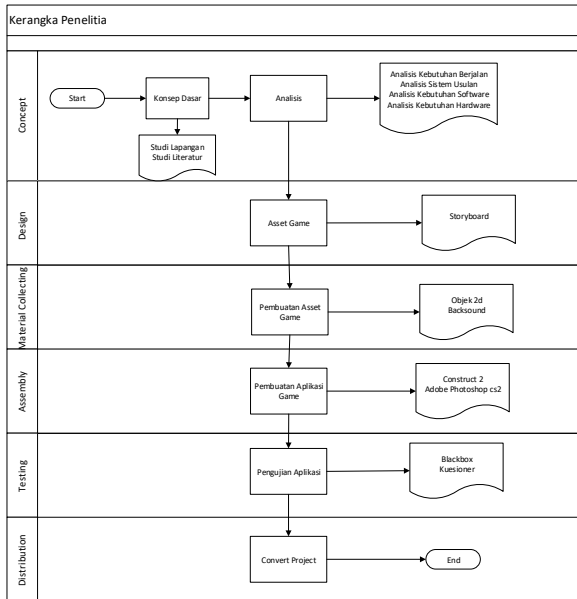 Kerangka Penelitia
Concept
Start
Konsep Dasar
Analisis
Analisis Kebutuhan Berjalan
Analisis Sistem Usulan
Analisis Kebutuhan Software
Analisis Kebutuhan Hardware
Studi Lapangan
Studi Literatur
Design
Asset Game
Storyboard
Material Collecting
Pembuatan Asset
Game
Objek 2d
Backsound
Assembly
Pembuatan Aplikasi
Game
Construct 2
Adobe Photoshop cs2
Testing
Pengujian Aplikasi
Blackbox
Kuesioner
Distribution
Convert Project
End